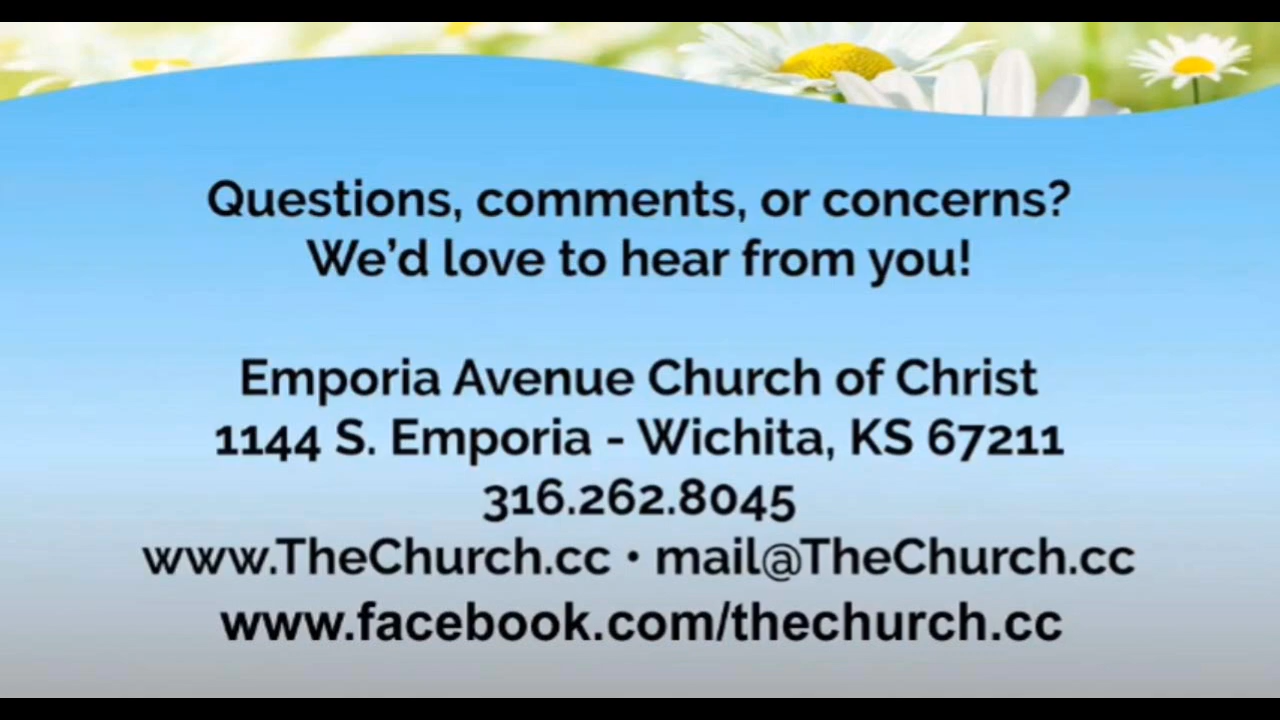 Questions, comments, or concerns?
We'd love to hear from you!
Emporia Avenue Church of Christ
1144 S. Emporia - Wichita, KS 67211
316.262.8045
www.TheChurch.cc • mail@TheChurch.cc
www.facebook.com/thechurch.cc